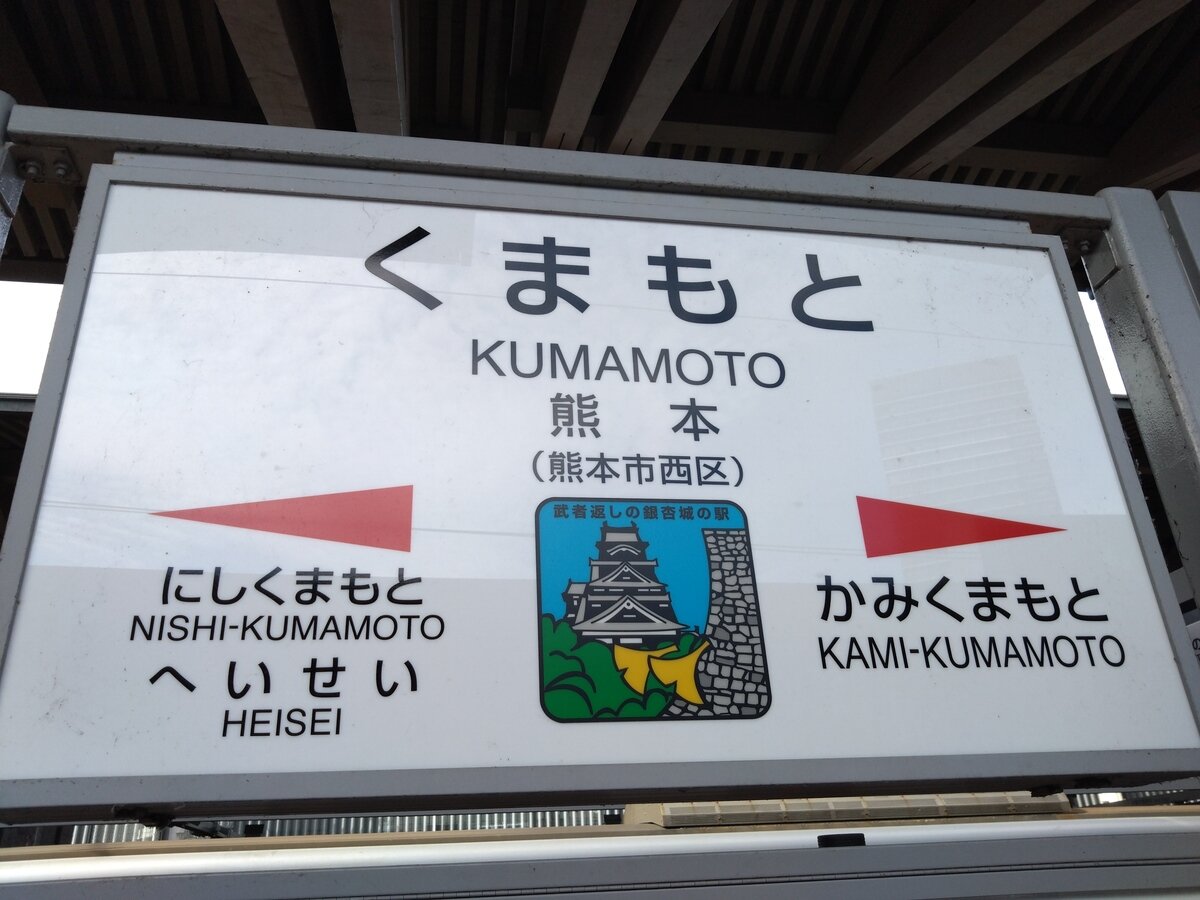 くまもと
KUMAMOTO
熊本
(熊本市西区)
武者返しの銀杏城の駅
にしくまもと
NISHI-KUMAMOTO
へいせい
HEISEI
かみくまもと
KAMI-KUMAMOTO